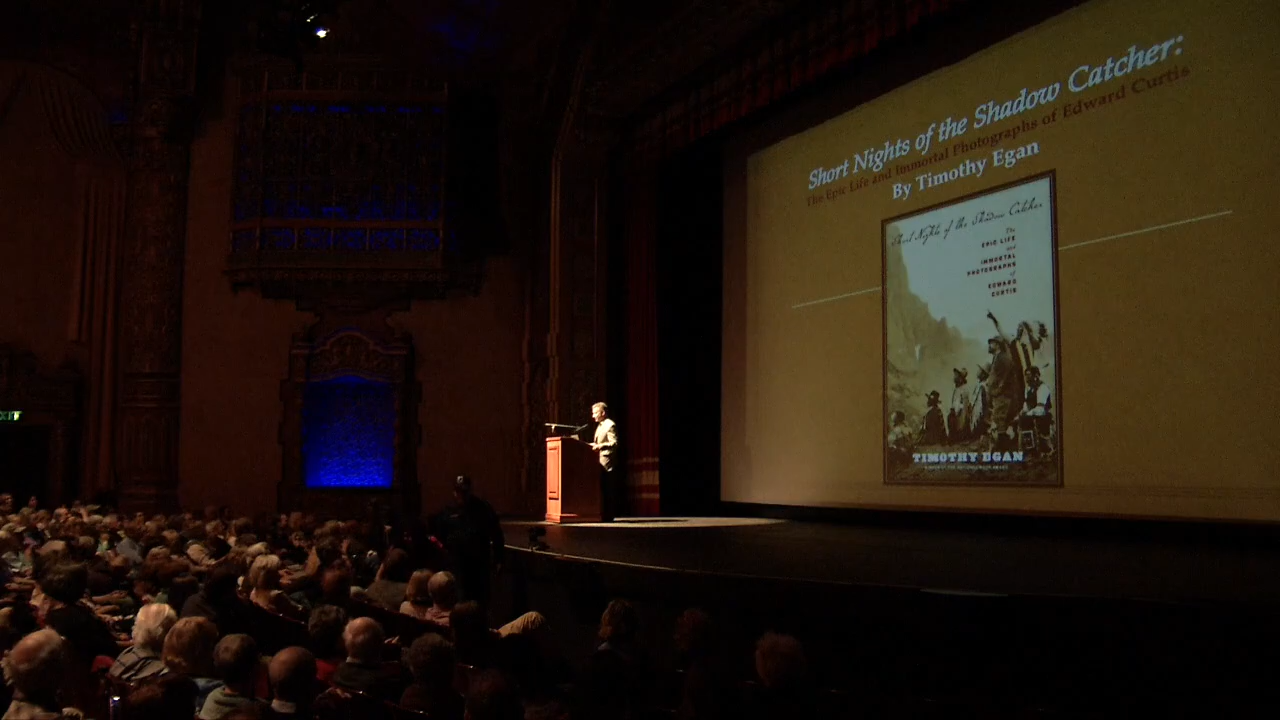 Short Nights of the Shadow Catcher:
The Epic Life and Immortal Photographs of Edward Curtis
By Timothy Egan
Short Nights of the Shadow Catcher
The
EPIC LIFE
and
IMMORTAL
PHOTOGRAPHS
of
EDWARD
CURTIS
TIMOTHY EGAN
EXIT